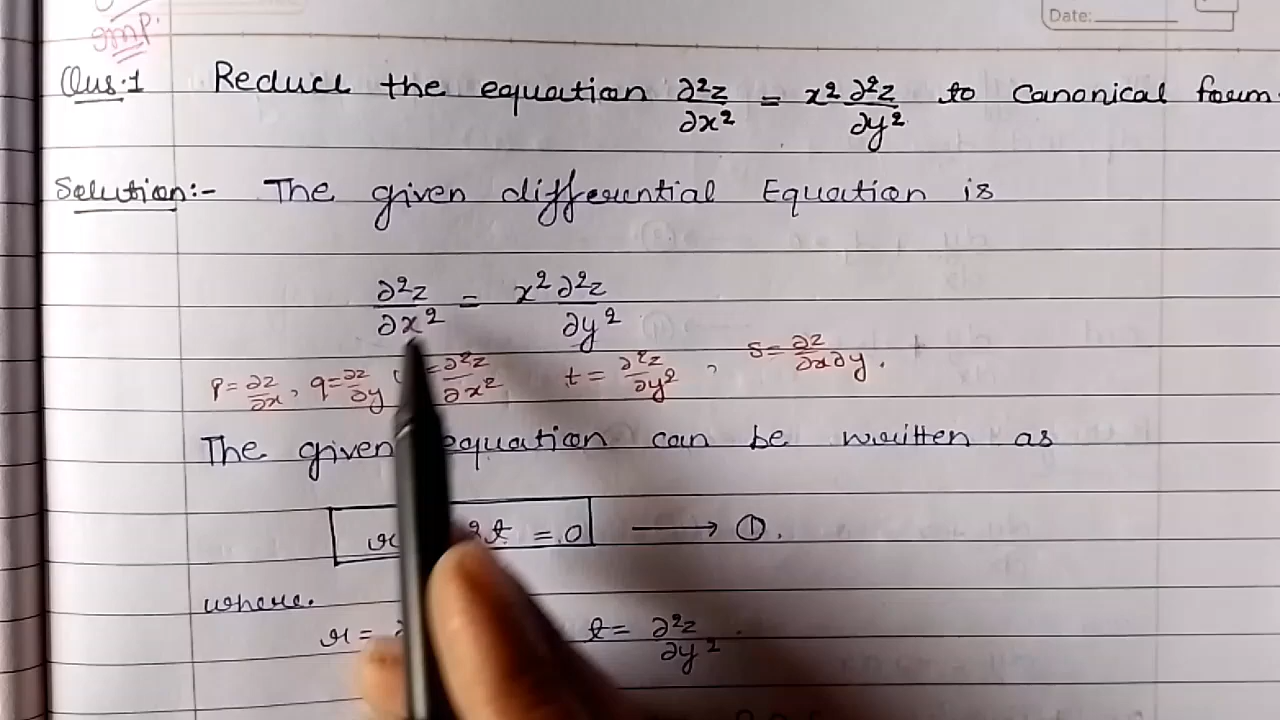 Imp.
Date:
Ques.1 Reduce the equation ∂²z/∂x² = x² ∂²z/∂y² to canonical form.
Solution:- The given differential Equation is
∂²z/∂x² = x² ∂²z/∂y²
p = ∂z/∂x, q = ∂z/∂y = ∂²z/∂x² t = ∂²z/∂y², s = ∂z/∂x∂y.
The given equation can be written as
r t = 0 → ①.
where.
r = t = ∂²z/∂y².